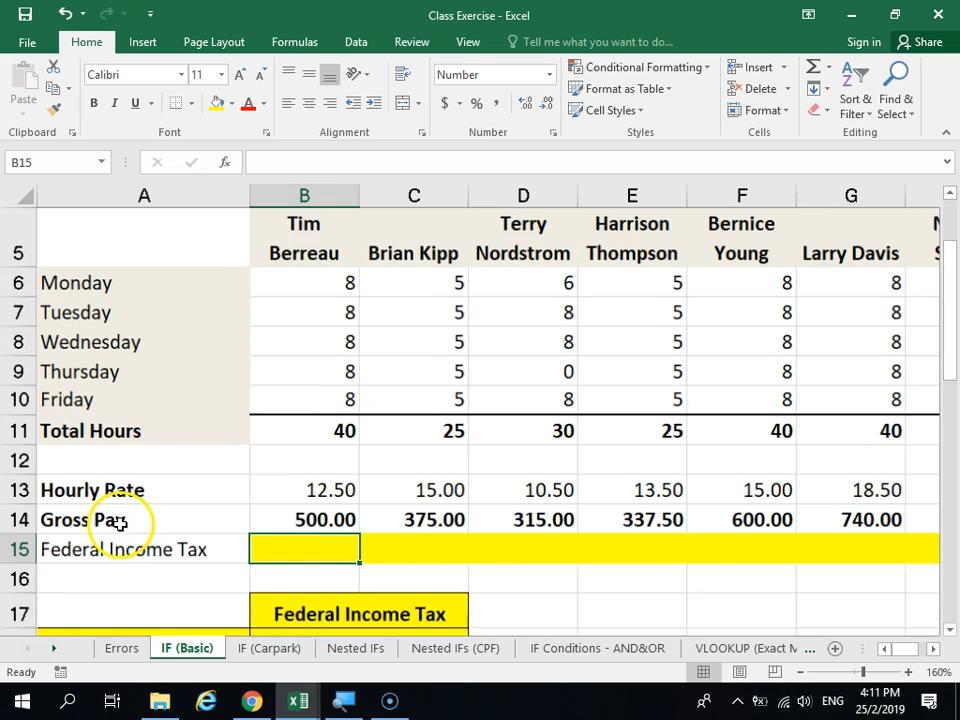 Class Exercise - Excel
File Home Insert Page Layout Formulas Data Review View Tell me what you want to do... Sign in Share
Paste
Calibri 11
B I U
Number
$ % ,
Conditional Formatting
Format as Table
Cell Styles
Insert
Delete
Format
Sort & Filter
Find & Select
Clipboard Font Alignment Number Styles Cells Editing
B15 fx
A B C D E F G
5 Tim Berreau Brian Kipp Terry Nordstrom Harrison Thompson Bernice Young Larry Davis
6 Monday 8 5 6 5 8 8
7 Tuesday 8 5 8 5 8 8
8 Wednesday 8 5 8 5 8 8
9 Thursday 8 5 0 5 8 8
10 Friday 8 5 8 5 8 8
11 Total Hours 40 25 30 25 40 40
12
13 Hourly Rate 12.50 15.00 10.50 13.50 15.00 18.50
14 Gross Pay 500.00 375.00 315.00 337.50 600.00 740.00
15 Federal Income Tax
16
17 Federal Income Tax
Errors IF (Basic) IF (Carpark) Nested IFs Nested IFs (CPF) IF Conditions - AND&OR VLOOKUP (Exact M ...
Ready 160%
ENG 4:11 PM
25/2/2019